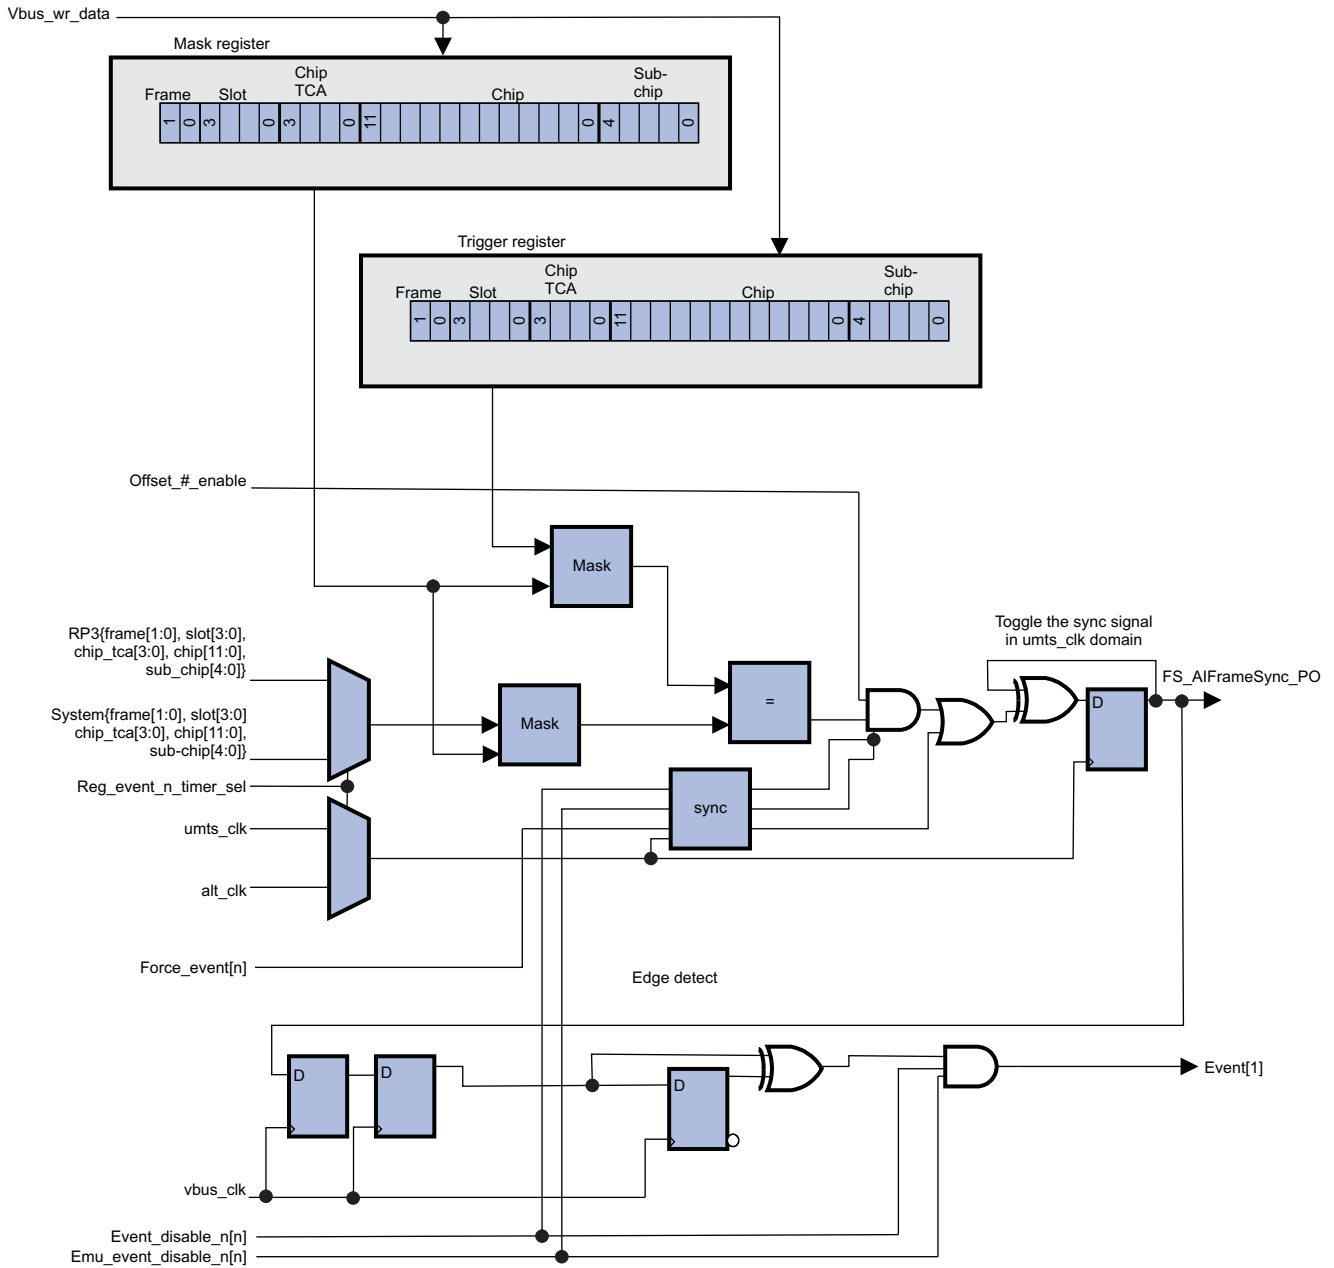 Vbus_wr_data
Mask register
Chip
TCA
Sub-
chip
Frame
Slot
Chip
1 0 3 0 3 0 11 0 4 0
Trigger register
Chip
TCA
Sub-
chip
Frame
Slot
Chip
1 0 3 0 3 0 11 0 4 0
Offset_#_enable
Mask
RP3{frame[1:0], slot[3:0],
chip_tca[3:0], chip[11:0],
sub_chip[4:0]}
Toggle the sync signal
in umts_clk domain
FS_AIFrameSync_PO
System{frame[1:0], slot[3:0]
chip_tca[3:0], chip[11:0],
sub-chip[4:0]}
Mask
=
D
Reg_event_n_timer_sel
sync
umts_clk
alt_clk
Force_event[n]
Edge detect
D
D
D
Event[1]
vbus_clk
Event_disable_n[n]
Emu_event_disable_n[n]